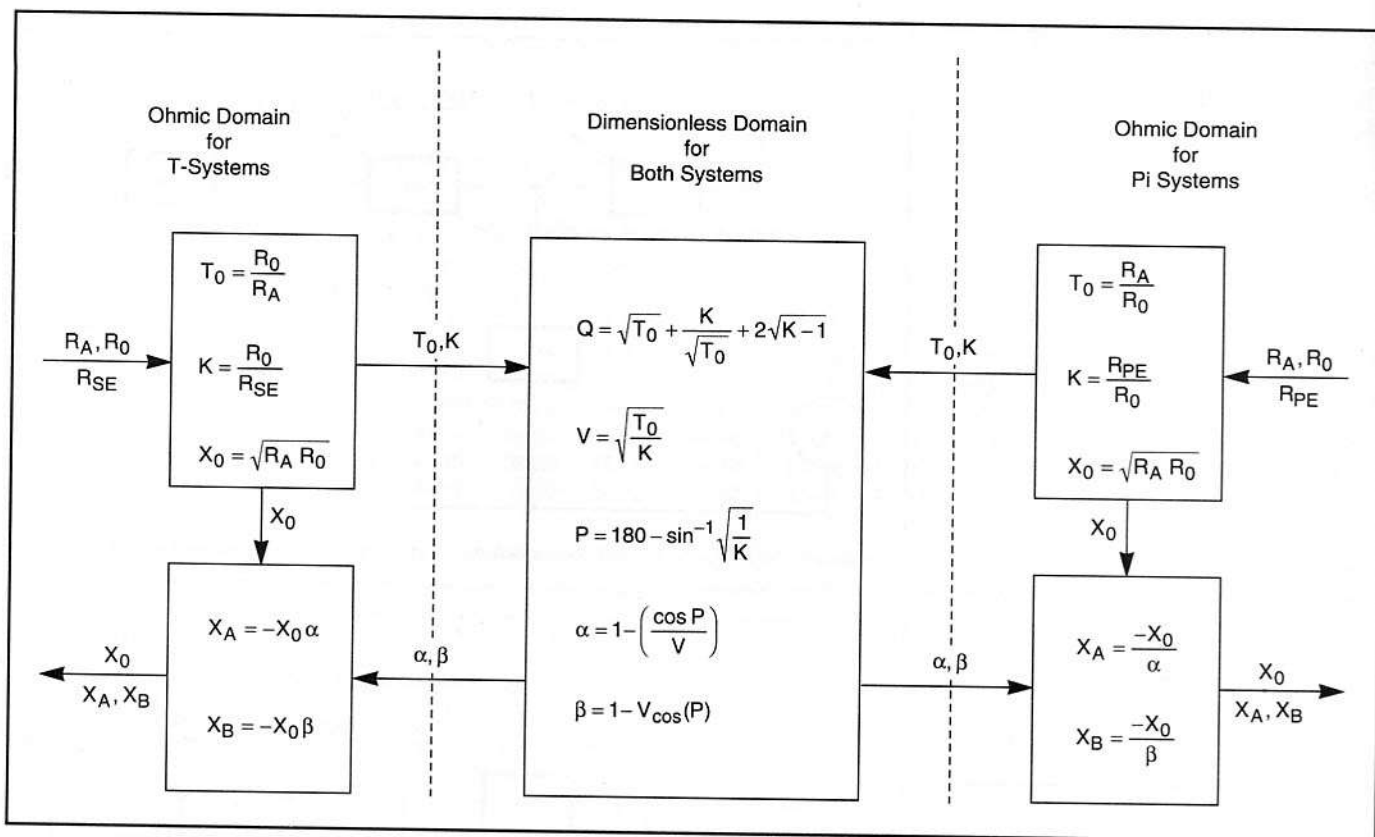 Ohmic Domain
for
T-Systems
Dimensionless Domain
for
Both Systems
Ohmic Domain
for
Pi Systems
R_A, R_0
R_SE
T_0 = R_0/R_A
K = R_0/R_SE
X_0 = √(R_A R_0)
T_0,K
Q = √T_0 + K/√T_0 + 2√(K−1)
V = √(T_0/K)
P = 180 − sin⁻¹ √(1/K)
α = 1−(cos P/V)
β = 1− V_cos(P)
T_0,K
T_0 = R_A/R_0
K = R_PE/R_0
X_0 = √(R_A R_0)
R_A, R_0
R_PE
X_0
X_0
X_A = −X_0 α
X_B = −X_0 β
X_0
X_A, X_B
α,β
α,β
X_A = −X_0/α
X_B = −X_0/β
X_0
X_A, X_B